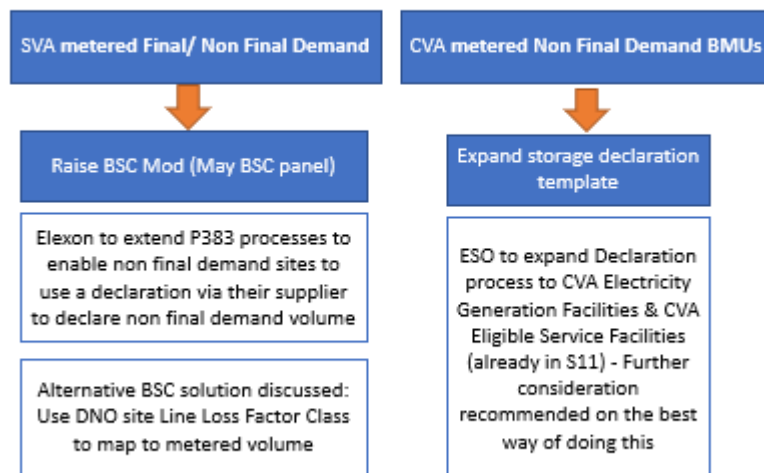 SVA metered Final/ Non Final Demand
Raise BSC Mod (May BSC panel)
Elexon to extend P383 processes to
enable non final demand sites to
use a declaration via their supplier
to declare non final demand volume
Alternative BSC solution discussed:
Use DNO site Line Loss Factor Class
to map to metered volume
CVA metered Non Final Demand BMUs
Expand storage declaration
template
ESO to expand Declaration
process to CVA Electricity
Generation Facilities & CVA
Eligible Service Facilities
(already in S11) - Further
consideration
recommended on the best
way of doing this